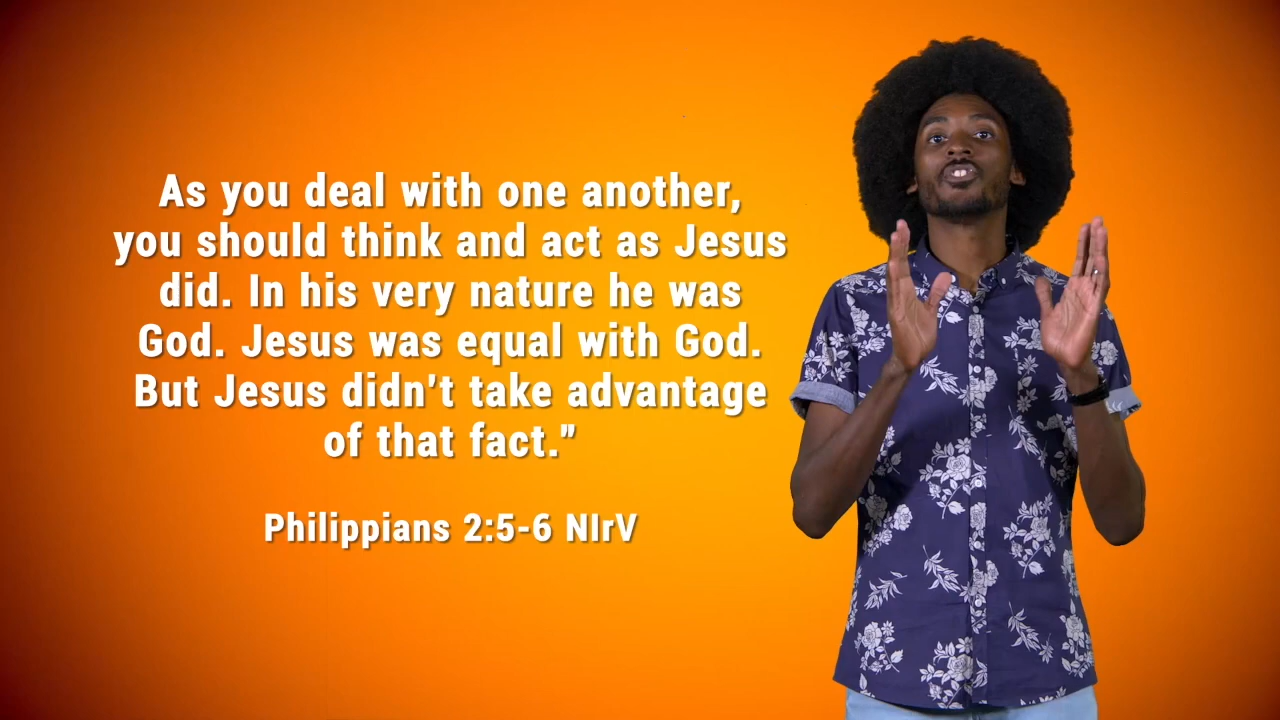 As you deal with one another,
you should think and act as Jesus
did. In his very nature he was
God. Jesus was equal with God.
But Jesus didn't take advantage
of that fact."
Philippians 2:5-6 NIrV